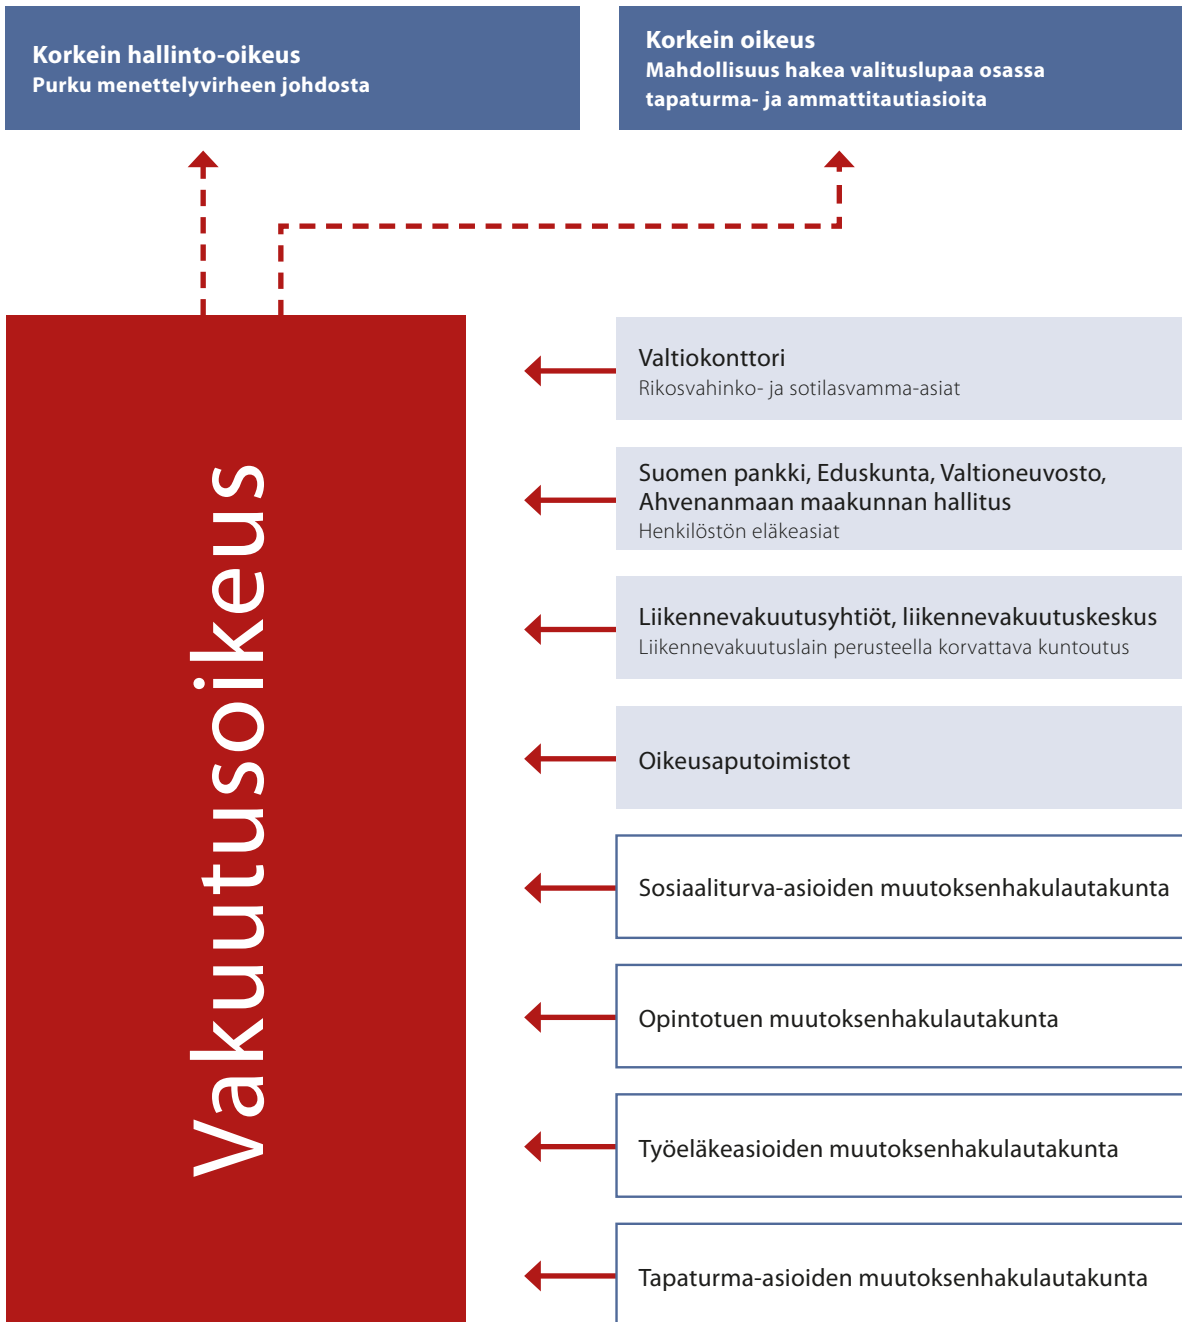 Korkein hallinto-oikeus
Purku menettelyvirheen johdosta
Korkein oikeus
Mahdollisuus hakea valituslupaa osassa
tapaturma- ja ammattitautiasioita
Vakuutusoikeus
Valtiokonttori
Rikosvahinko- ja sotilasvamma-asiat
Suomen pankki, Eduskunta, Valtioneuvosto,
Ahvenanmaan maakunnan hallitus
Henkilöstön eläkeasiat
Liikennevakuutusyhtiöt, liikennevakuutuskeskus
Liikennevakuutuslain perusteella korvattava kuntoutus
Oikeusaputoimistot
Sosiaaliturva-asioiden muutoksenhakulautakunta
Opintotuen muutoksenhakulautakunta
Työeläkeasioiden muutoksenhakulautakunta
Tapaturma-asioiden muutoksenhakulautakunta